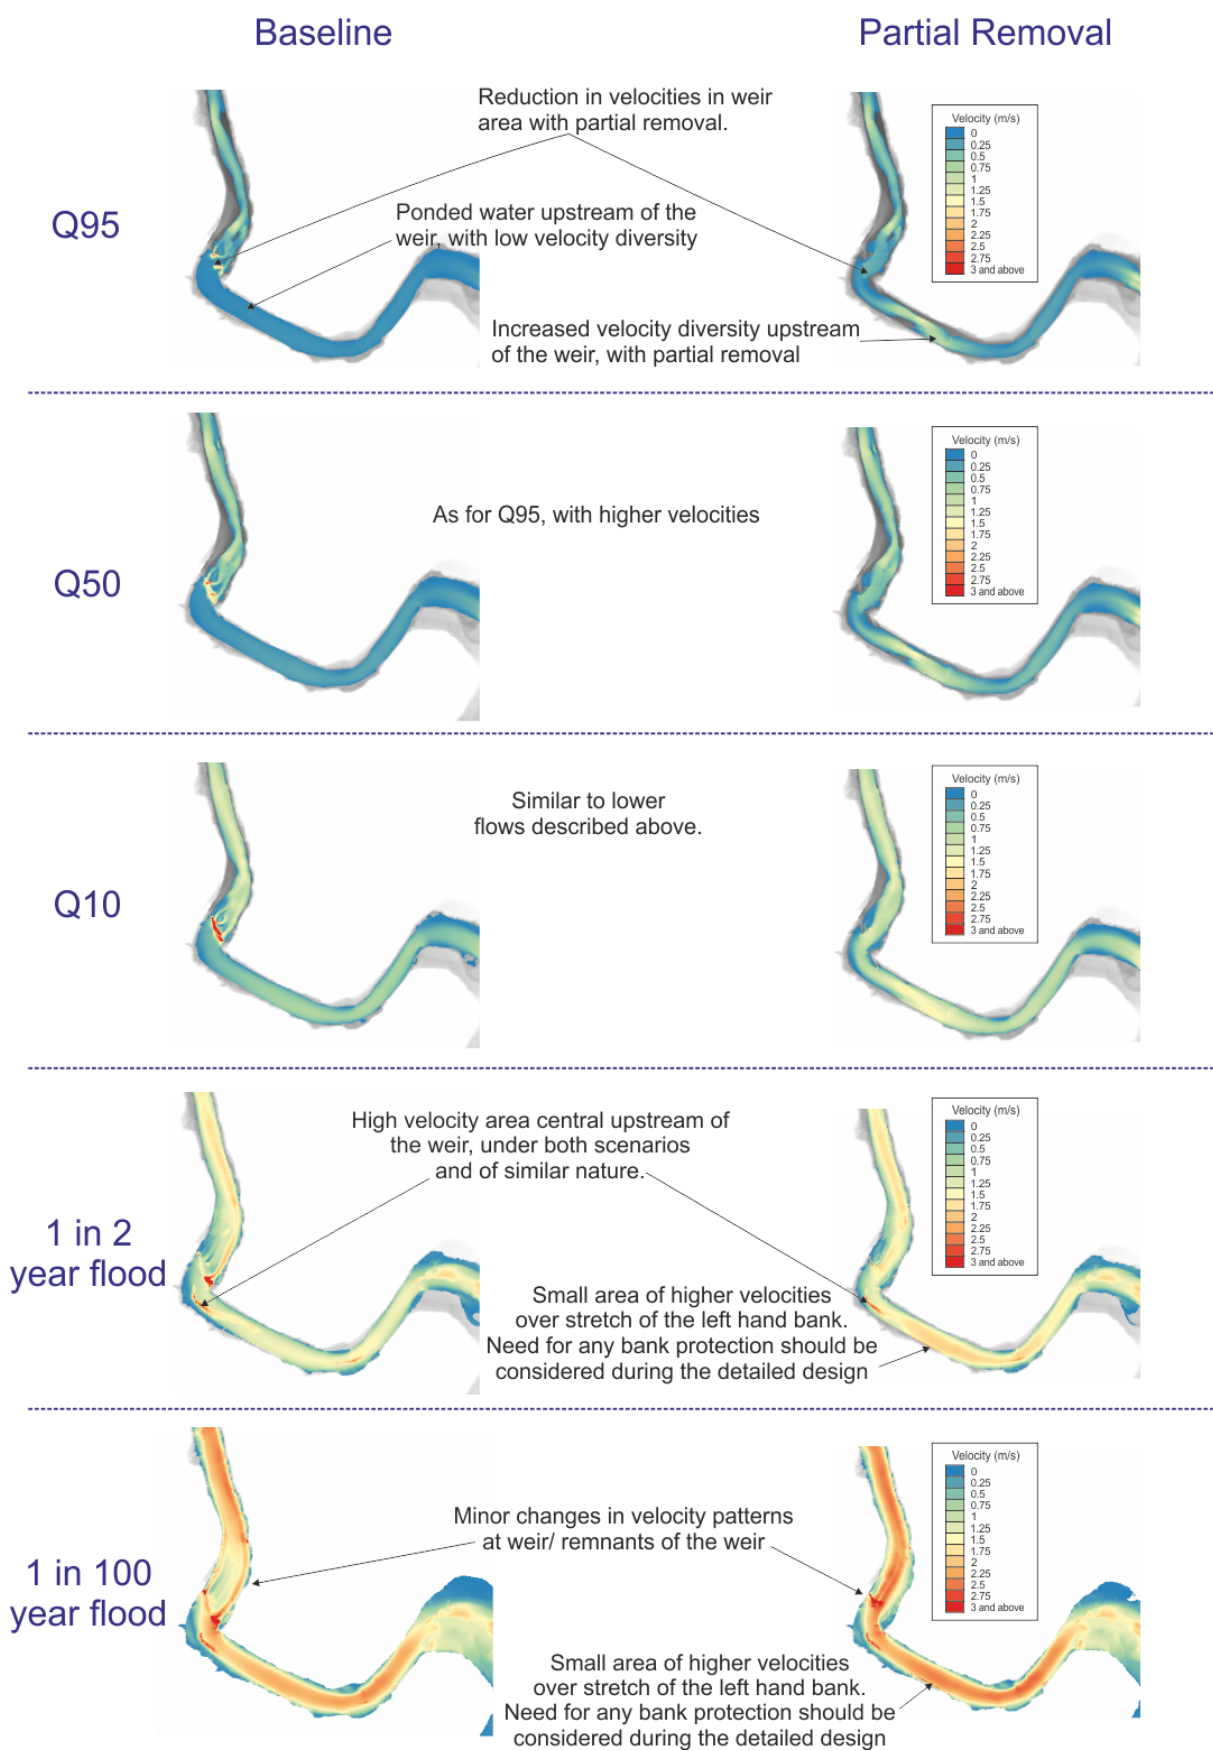 Baseline
Partial Removal
Reduction in velocities in weir
area with partial removal.
Velocity (m/s)
0
0.25
0.5
0.75
1
1.25
1.5
1.75
2
2.25
2.5
2.75
3 and above
Q95
Ponded water upstream of the
weir, with low velocity diversity
Increased velocity diversity upstream
of the weir, with partial removal
Velocity (m/s)
0
0.25
0.5
0.75
1
1.25
1.5
1.75
2
2.25
2.5
2.75
3 and above
As for Q95, with higher velocities
Q50
Velocity (m/s)
0
0.25
0.5
0.75
1
1.25
1.5
1.75
2
2.25
2.5
2.75
3 and above
Similar to lower
flows described above.
Q10
Velocity (m/s)
0
0.25
0.5
0.75
1
1.25
1.5
1.75
2
2.25
2.5
2.75
3 and above
High velocity area central upstream of
the weir, under both scenarios
and of similar nature.
1 in 2
year flood
Small area of higher velocities
over stretch of the left hand bank.
Need for any bank protection should be
considered during the detailed design
Velocity (m/s)
0
0.25
0.5
0.75
1
1.25
1.5
1.75
2
2.25
2.5
2.75
3 and above
Minor changes in velocity patterns
at weir/ remnants of the weir
1 in 100
year flood
Small area of higher velocities
over stretch of the left hand bank.
Need for any bank protection should be
considered during the detailed design